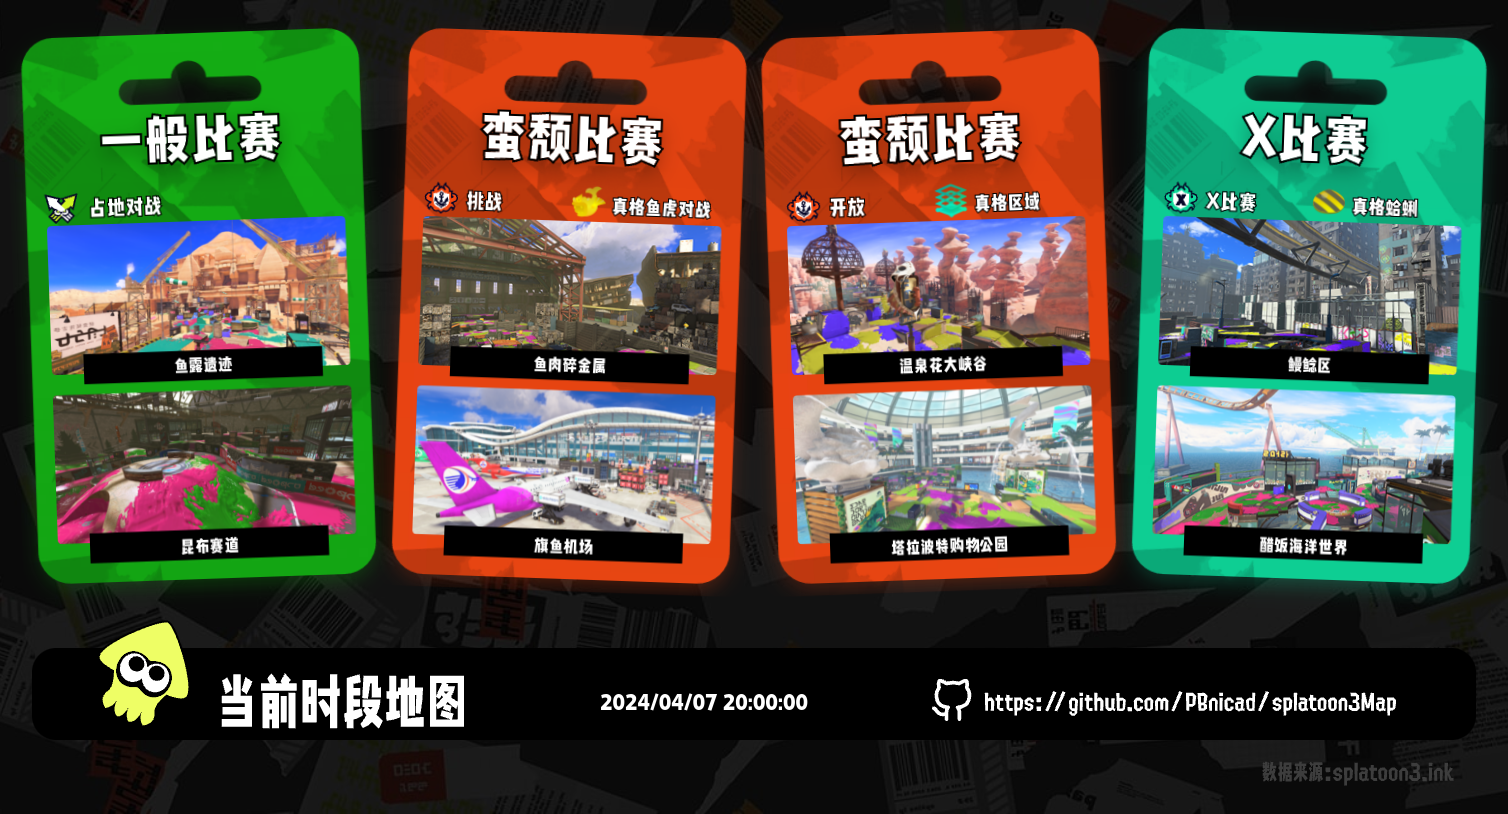 一般比赛
占地对战
鱼露遗迹
昆布赛道
蛮颓比赛
挑战
真格鱼虎对战
鱼肉碎金属
旗鱼机场
蛮颓比赛
开放
真格区域
温泉花大峡谷
塔拉波特购物公园
X比赛
X比赛
真格蛤蜊
鳗鲶区
醋饭海洋世界
当前时段地图
2024/04/07 20:00:00
https://github.com/PBnicad/splatoon3Map
数据来源:splatoon3.ink